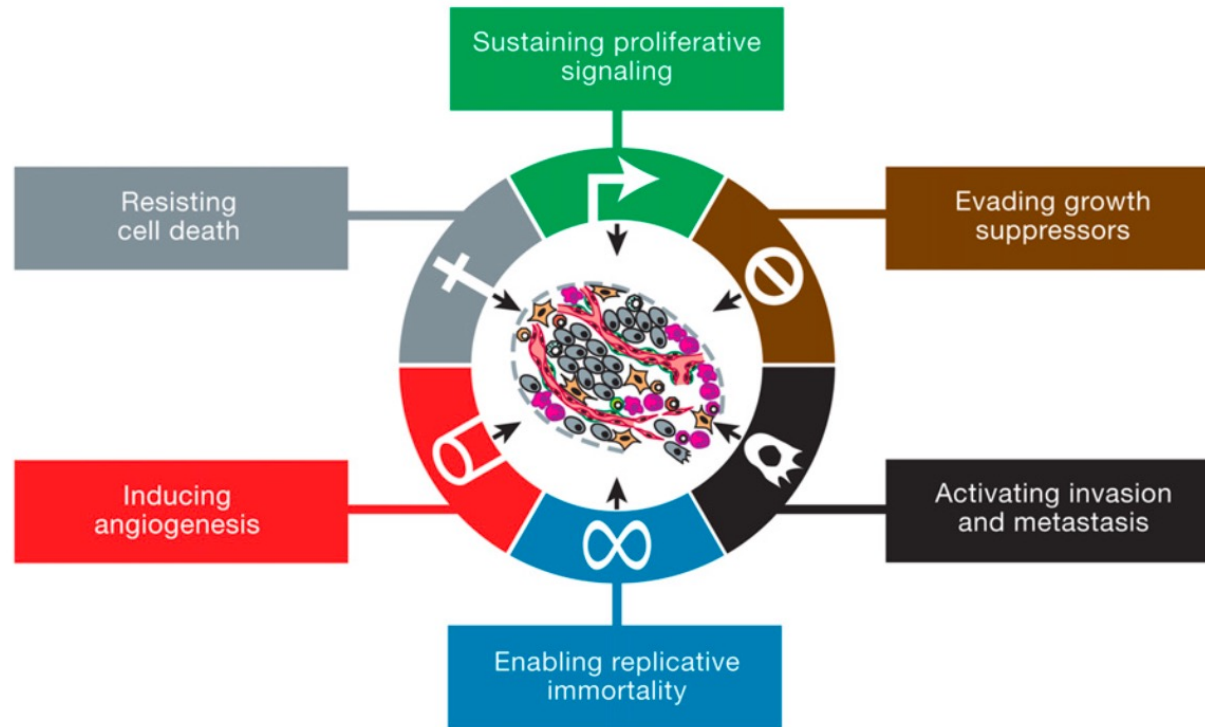 Sustaining proliferative
signaling
Resisting
cell death
Evading growth
suppressors
Inducing
angiogenesis
Activating invasion
and metastasis
Enabling replicative
immortality